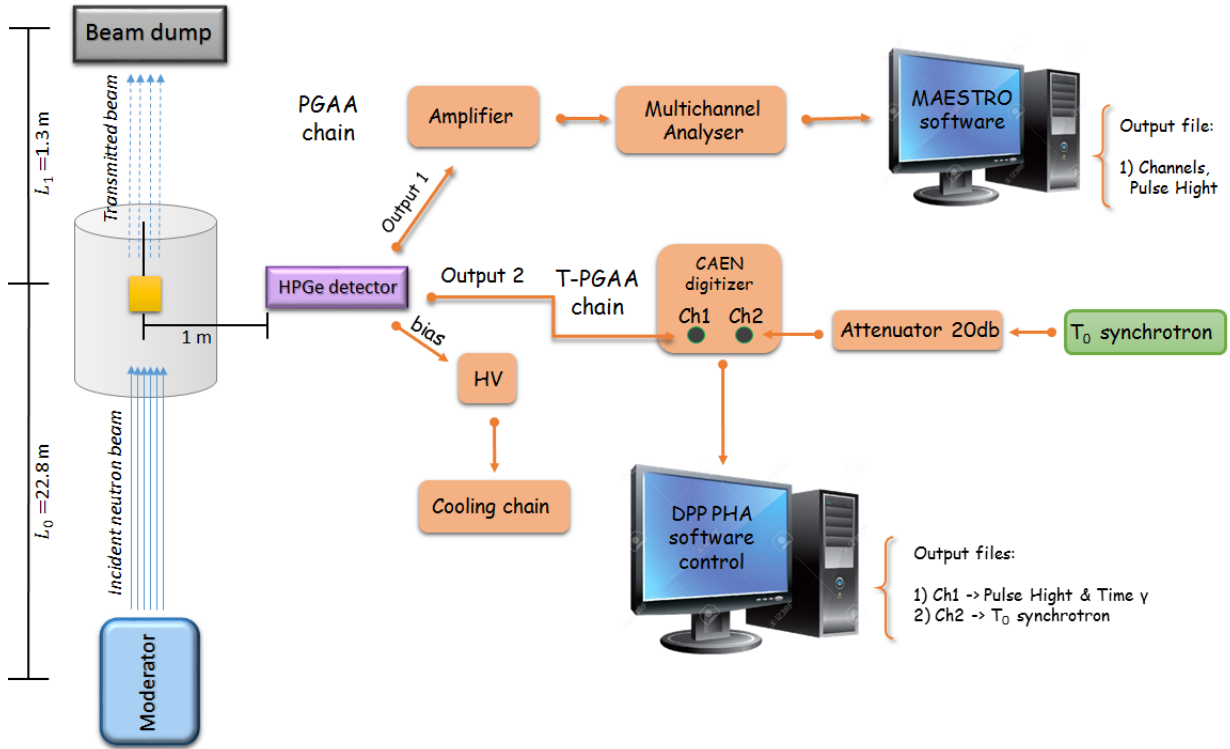 Beam dump
L₁ = 1.3 m
Transmitted beam
PGAA
chain
Amplifier
Multichannel
Analyser
MAESTRO
software
Output file:
1) Channels,
Pulse Hight
Output 1
HPGe detector
Output 2
T-PGAA
chain
CAEN
digitizer
Ch1
Ch2
Attenuator 20db
T₀ synchrotron
1 m
bias
HV
Cooling chain
L₀ = 22.8 m
Incident neutron beam
Moderator
DPP PHA
software
control
Output files:
1) Ch1 -> Pulse Hight & Time γ
2) Ch2 -> T₀ synchrotron